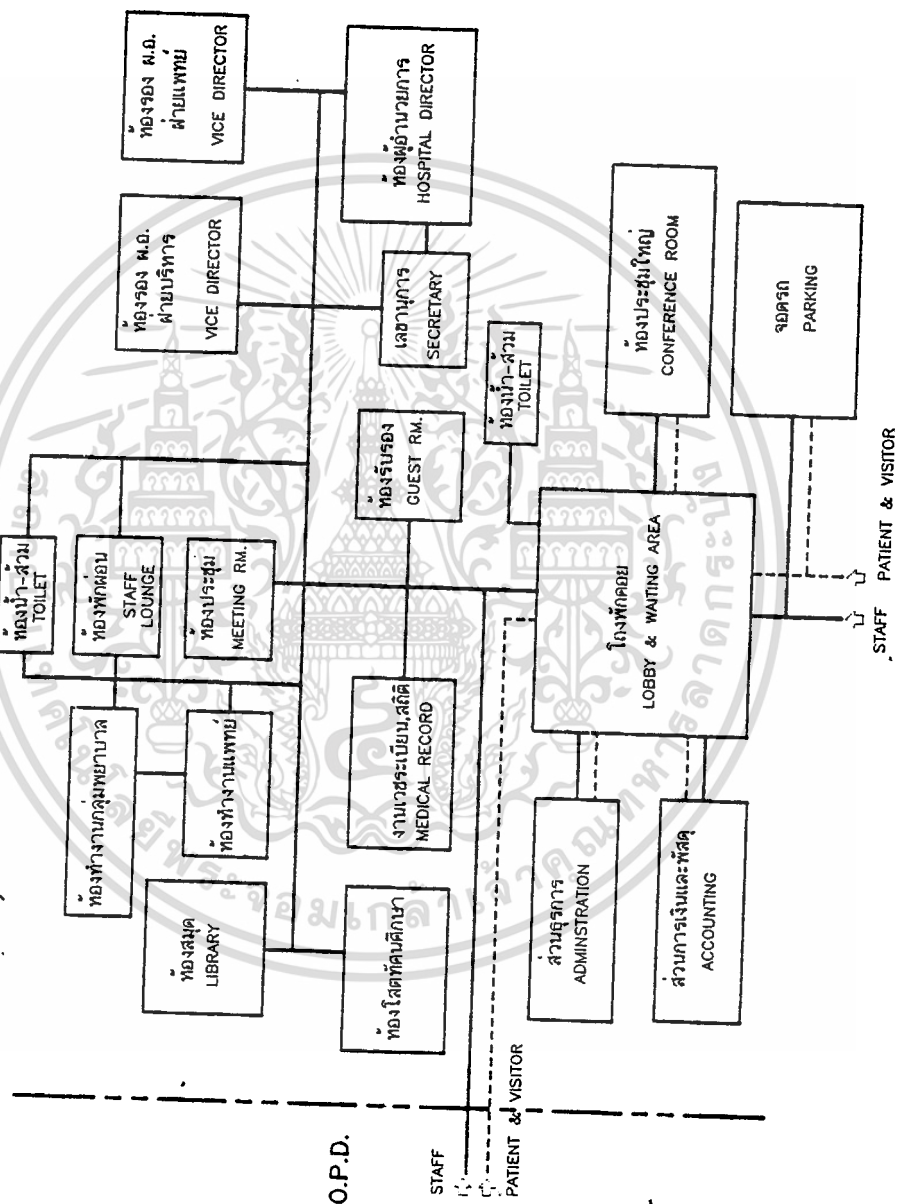 ห้องรอง ผ.อ.
ฝ่ายแพทย์
VICE DIRECTOR
ห้องรอง ผ.อ.
ฝ่ายบริหาร
VICE DIRECTOR
ห้องผู้อำนวยการ
HOSPITAL DIRECTOR
เลขานุการ
SECRETARY
ห้องน้ำ-ส้วม
TOILET
ห้องพักผ่อน
STAFF
LOUNGE
ห้องประชุม
MEETING RM.
ห้องรับรอง
GUEST RM.
ห้องน้ำ-ส้วม
TOILET
ห้องประชุมใหญ่
CONFERENCE ROOM
จอดรถ
PARKING
ห้องทำงานกลุ่มพยาบาล
ห้องทำงานแพทย์
งานเวชระเบียน,สถิติ
MEDICAL RECORD
โถงพักคอย
LOBBY & WAITING AREA
ห้องสมุด
LIBRARY
ห้องโสตทัศนศึกษา
ส่วนธุรการ
ADMINSTRATION
ส่วนการเงินและพัสดุ
ACCOUNTING
STAFF
PATIENT & VISITOR
O.P.D.
STAFF
PATIENT & VISITOR